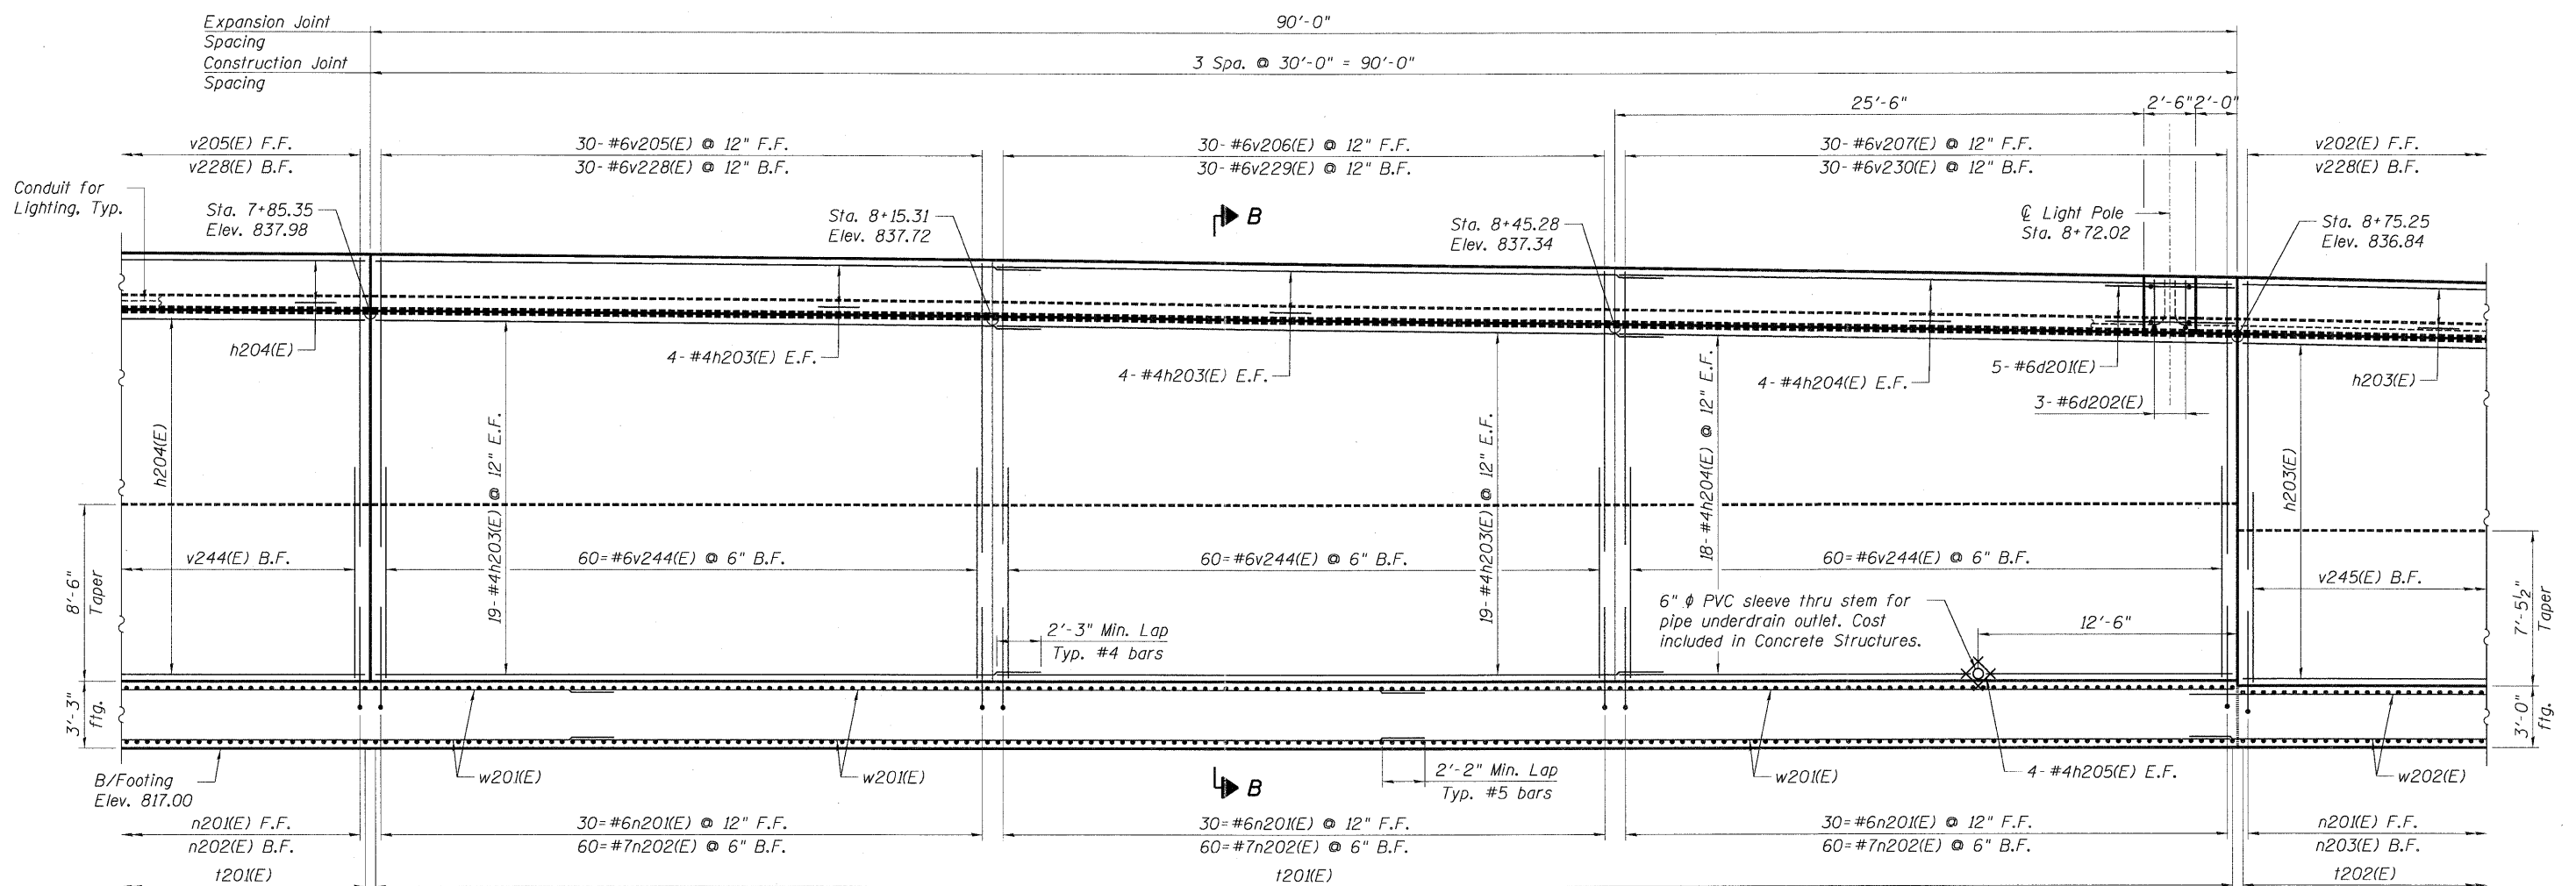 Expansion Joint
Spacing
90'-0"
Construction Joint
Spacing
3 Spa. @ 30'-0" = 90'-0"
25'-6"
2'-6"
2'-0"
v205(E) F.F.
v228(E) B.F.
30- #6v205(E) @ 12" F.F.
30- #6v228(E) @ 12" B.F.
30- #6v206(E) @ 12" F.F.
30- #6v229(E) @ 12" B.F.
30- #6v207(E) @ 12" F.F.
30- #6v230(E) @ 12" B.F.
v202(E) F.F.
v228(E) B.F.
Conduit for
Lighting, Typ.
Sta. 7+85.35
Elev. 837.98
Sta. 8+15.31
Elev. 837.72
B
Sta. 8+45.28
Elev. 837.34
℄ Light Pole
Sta. 8+72.02
Sta. 8+75.25
Elev. 836.84
h204(E)
4- #4h203(E) E.F.
4- #4h203(E) E.F.
4- #4h204(E) E.F.
5- #6d201(E)
3- #6d202(E)
h203(E)
h204(E)
19- #4h203(E) @ 12" E.F.
19- #4h203(E) @ 12" E.F.
18- #4h204(E) @ 12" E.F.
h203(E)
8'-6"
Taper
v244(E) B.F.
60= #6v244(E) @ 6" B.F.
60= #6v244(E) @ 6" B.F.
60= #6v244(E) @ 6" B.F.
v245(E) B.F.
7'-5½"
Taper
2'-3" Min. Lap
Typ. #4 bars
6" ϕ PVC sleeve thru stem for
pipe underdrain outlet. Cost
included in Concrete Structures.
12'-6"
3'-3"
ftg.
3'-0"
ftg.
B/Footing
Elev. 817.00
w201(E)
w201(E)
B
2'-2" Min. Lap
Typ. #5 bars
w201(E)
4- #4h205(E) E.F.
w202(E)
n201(E) F.F.
n202(E) B.F.
30= #6n201(E) @ 12" F.F.
60= #7n202(E) @ 6" B.F.
30= #6n201(E) @ 12" F.F.
60= #7n202(E) @ 6" B.F.
30= #6n201(E) @ 12" F.F.
60= #7n202(E) @ 6" B.F.
n201(E) F.F.
n203(E) B.F.
t201(E)
t201(E)
t202(E)